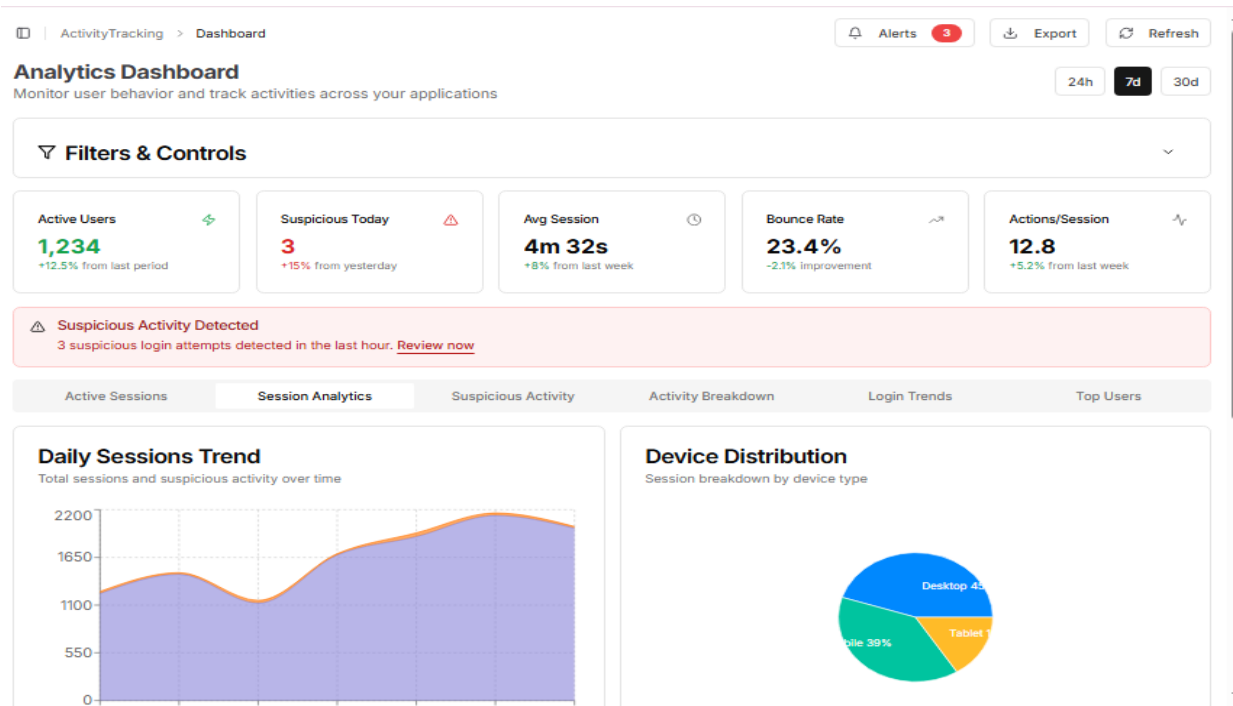 ActivityTracking > Dashboard
Alerts 3
Export
Refresh
Analytics Dashboard
Monitor user behavior and track activities across your applications
24h 7d 30d
Filters & Controls
Active Users
1,234
+12.5% from last period
Suspicious Today
3
+15% from yesterday
Avg Session
4m 32s
+8% from last week
Bounce Rate
23.4%
-2.1% improvement
Actions/Session
12.8
+5.2% from last week
Suspicious Activity Detected
3 suspicious login attempts detected in the last hour. Review now
Active Sessions Session Analytics Suspicious Activity Activity Breakdown Login Trends Top Users
Daily Sessions Trend
Total sessions and suspicious activity over time
2200
1650
1100
550
0
Device Distribution
Session breakdown by device type
Desktop
Tablet
39%